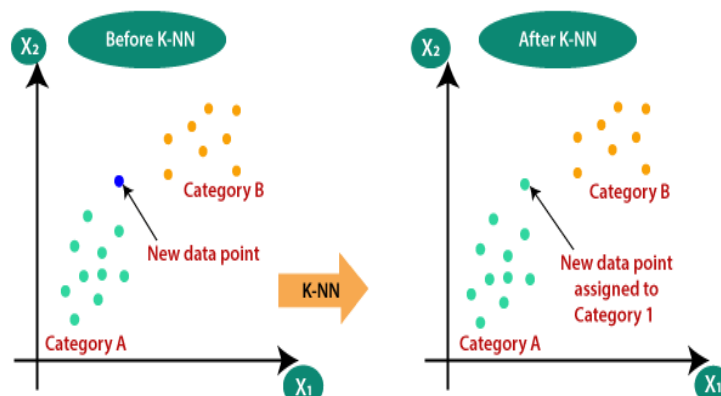 X₂
Before K-NN
Category B
New data point
Category A
X₁
K-NN
X₂
After K-NN
Category B
New data point
assigned to
Category 1
Category A
X₁